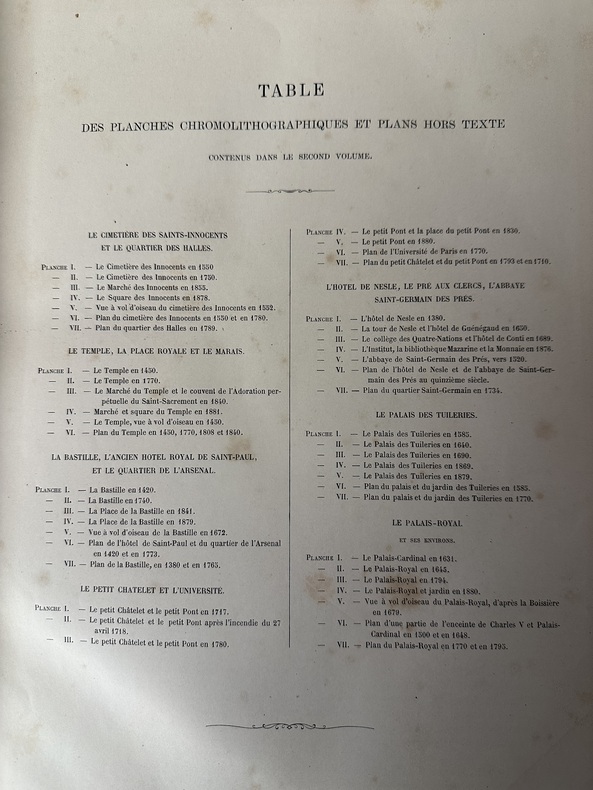 TABLE
DES PLANCHES CHROMOLITHOGRAPHIQUES ET PLANS HORS TEXTE
CONTENUS DANS LE SECOND VOLUME.
LE CIMETIÈRE DES SAINTS-INNOCENTS
ET LE QUARTIER DES HALLES.
PLANCHE I. — Le Cimetière des Innocents en 1550
— II. — Le Cimetière des Innocents en 1750.
— III. — Le Marché des Innocents en 1855.
— IV. — Le Square des Innocents en 1878.
— V. — Vue à vol d'oiseau du cimetière des Innocents en 1552.
— VI. — Plan du cimetière des Innocents en 1550 et en 1780.
— VII. — Plan du quartier des Halles en 1789.
LE TEMPLE, LA PLACE ROYALE ET LE MARAIS.
PLANCHE I. — Le Temple en 1450.
— II. — Le Temple en 1770.
— III. — Le Marché du Temple et le couvent de l'Adoration per-
pétuelle du Saint-Sacrement en 1840.
— IV. — Marché et square du Temple en 1881.
— V. — Le Temple, vue à vol d'oiseau en 1450.
— VI. — Plan du Temple en 1450, 1770, 1808 et 1840.
LA BASTILLE, L'ANCIEN HOTEL ROYAL DE SAINT-PAUL,
ET LE QUARTIER DE L'ARSENAL.
PLANCHE I. — La Bastille en 1420.
— II. — La Bastille en 1740.
— III. — La Place de la Bastille en 1841.
— IV. — La Place de la Bastille en 1879.
— V. — Vue à vol d'oiseau de la Bastille en 1672.
— VI. — Plan de l'hôtel de Saint-Paul et du quartier de l'Arsenal
en 1420 et en 1773.
— VII. — Plan de la Bastille, en 1380 et en 1765.
LE PETIT CHATELET ET L'UNIVERSITÉ.
PLANCHE I. — Le petit Châtelet et le petit Pont en 1717.
— II. — Le petit Châtelet et le petit Pont après l'incendie du 27
avril 1718.
— III. — Le petit Châtelet et le petit Pont en 1780.
PLANCHE IV. — Le petit Pont et la place du petit Pont en 1830.
— V. — Le petit Pont en 1880.
— VI. — Plan de l'Université de Paris en 1770.
— VII. — Plan du petit Châtelet et du petit Pont en 1793 et en 1710.
L'HOTEL DE NESLE, LE PRÉ AUX CLERCS, L'ABBAYE
SAINT-GERMAIN DES PRÉS.
PLANCHE I. — L'hôtel de Nesle en 1380.
— II. — La tour de Nesle et l'hôtel de Guénégaud en 1650.
— III. — Le collège des Quatre-Nations et l'hôtel de Conti en 1689.
— IV. — L'Institut, la bibliothèque Mazarine et la Monnaie en 1878.
— V. — L'abbaye de Saint-Germain des Prés, vers 1520.
— VI. — Plan de l'hôtel de Nesle et de l'abbaye de Saint-Ger-
main des Prés au quinzième siècle.
— VII. — Plan du quartier Saint-Germain en 1734.
LE PALAIS DES TUILERIES.
PLANCHE I. — Le Palais des Tuileries en 1585.
— II. — Le Palais des Tuileries en 1640.
— III. — Le Palais des Tuileries en 1690.
— IV. — Le Palais des Tuileries en 1869.
— V. — Le Palais des Tuileries en 1879.
— VI. — Plan du palais et du jardin des Tuileries en 1585.
— VII. — Plan du palais et du jardin des Tuileries en 1770.
LE PALAIS-ROYAL
ET SES ENVIRONS.
PLANCHE I. — Le Palais-Cardinal en 1631.
— II. — Le Palais-Royal en 1645.
— III. — Le Palais-Royal en 1794.
— IV. — Le Palais-Royal et jardin en 1880.
— V. — Vue à vol d'oiseau du Palais-Royal, d'après la Boissière
en 1679.
— VI. — Plan d'une partie de l'enceinte de Charles V et Palais-
Cardinal en 1500 et en 1648.
— VII. — Plan du Palais-Royal en 1770 et en 1795.